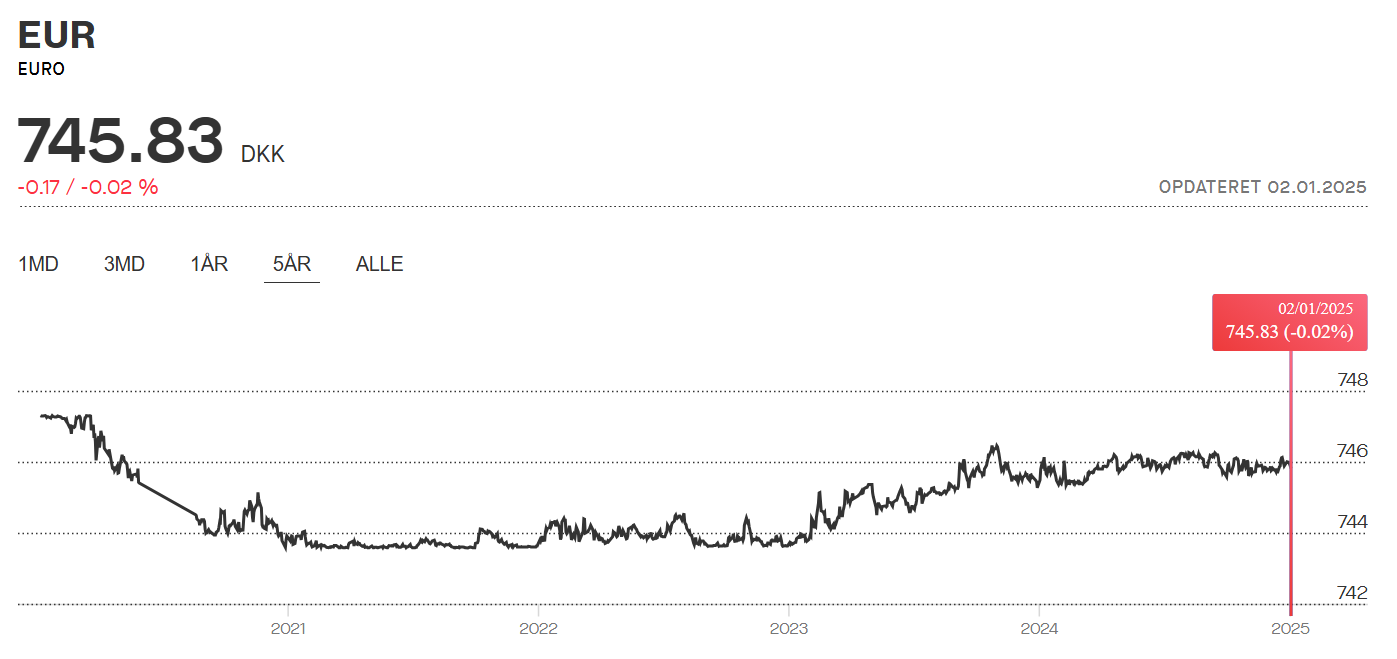 EUR
EURO
745.83 DKK
-0.17 / -0.02 %
OPDATERET 02.01.2025
1MD 3MD 1ÅR 5ÅR ALLE
02/01/2025
745.83 (-0.02%)
748
746
744
742
2021 2022 2023 2024 2025